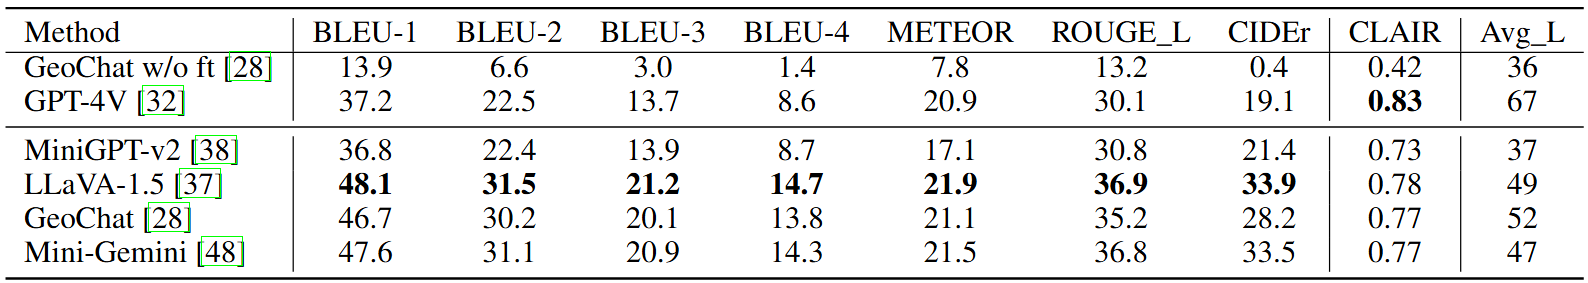 Method BLEU-1 BLEU-2 BLEU-3 BLEU-4 METEOR ROUGE_L CIDEr CLAIR Avg_L
GeoChat w/o ft [28] 13.9 6.6 3.0 1.4 7.8 13.2 0.4 0.42 36
GPT-4V [32] 37.2 22.5 13.7 8.6 20.9 30.1 19.1 0.83 67
MiniGPT-v2 [38] 36.8 22.4 13.9 8.7 17.1 30.8 21.4 0.73 37
LLaVA-1.5 [37] 48.1 31.5 21.2 14.7 21.9 36.9 33.9 0.78 49
GeoChat [28] 46.7 30.2 20.1 13.8 21.1 35.2 28.2 0.77 52
Mini-Gemini [48] 47.6 31.1 20.9 14.3 21.5 36.8 33.5 0.77 47